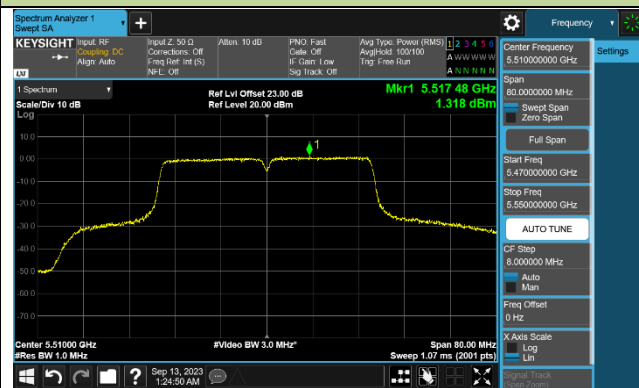 Spectrum Analyzer 1
Swept SA
+
Frequency
KEYSIGHT
Input: RF
Coupling: DC
Align: Auto
Input Z: 50 Ω
Corrections: Off
Freq Ref: Int (S)
NFE: Off
Atten: 10 dB
PNO: Fast
Gate: Off
IF Gain: Low
Sig Track: Off
Avg Type: Power (RMS)
Avg|Hold: 100/100
Trig: Free Run
1 2 3 4 5 6
A W W W W W
A N N N N N
LXI
1 Spectrum
Scale/Div 10 dB
Log
Ref Lvl Offset 23.00 dB
Ref Level 20.00 dBm
Mkr1 5.517 48 GHz
1.318 dBm
1
10.0
0.00
-10.0
-20.0
-30.0
-40.0
-50.0
-60.0
-70.0
Center 5.51000 GHz
#Res BW 1.0 MHz
#Video BW 3.0 MHz*
Span 80.00 MHz
Sweep 1.07 ms (2001 pts)
Center Frequency
5.510000000 GHz
Settings
Span
80.0000000 MHz
Swept Span
Zero Span
Full Span
Start Freq
5.470000000 GHz
Stop Freq
5.550000000 GHz
AUTO TUNE
CF Step
8.000000 MHz
Auto
Man
Freq Offset
0 Hz
X Axis Scale
Log
Lin
Signal Track
(Span Zoom)
?
Sep 13, 2023
1:24:50 AM